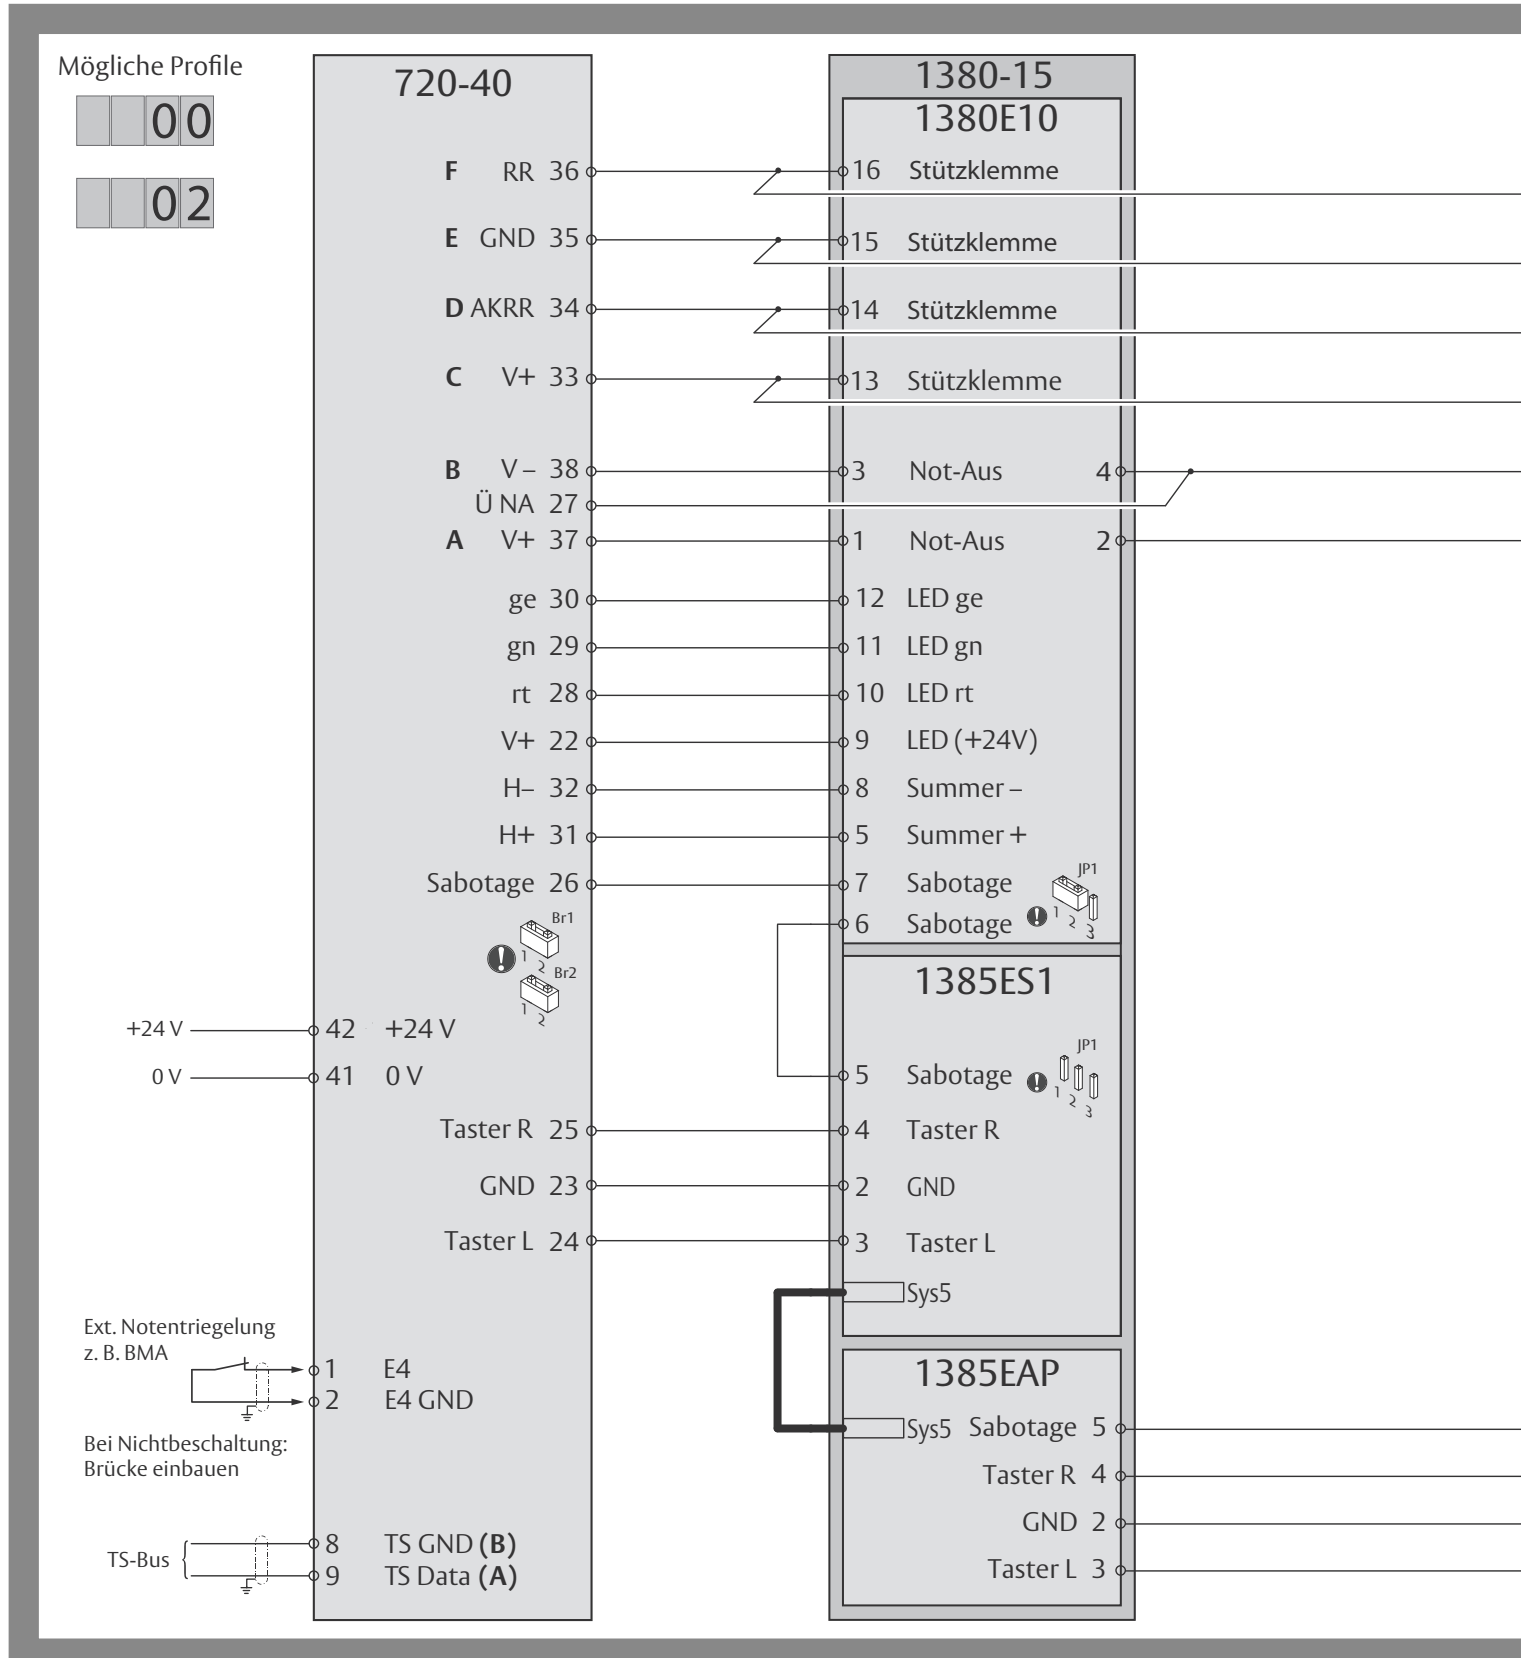 Mögliche Profile
00
02
720-40
F RR 36
E GND 35
D AKRR 34
C V+ 33
B V – 38
Ü NA 27
A V+ 37
ge 30
gn 29
rt 28
V+ 22
H– 32
H+ 31
Sabotage 26
Br1
1 2
Br2
1 2
+24 V 42 +24 V
0 V 41 0 V
Taster R 25
GND 23
Taster L 24
Ext. Notentriegelung
z. B. BMA
1 E4
2 E4 GND
Bei Nichtbeschaltung:
Brücke einbauen
TS-Bus
8 TS GND (B)
9 TS Data (A)
1380-15
1380E10
16 Stützklemme
15 Stützklemme
14 Stützklemme
13 Stützklemme
3 Not-Aus 4
1 Not-Aus 2
12 LED ge
11 LED gn
10 LED rt
9 LED (+24V)
8 Summer –
5 Summer +
7 Sabotage
JP1
6 Sabotage
1 2 3
1385ES1
JP1
5 Sabotage
1 2 3
4 Taster R
2 GND
3 Taster L
Sys5
1385EAP
Sys5 Sabotage 5
Taster R 4
GND 2
Taster L 3